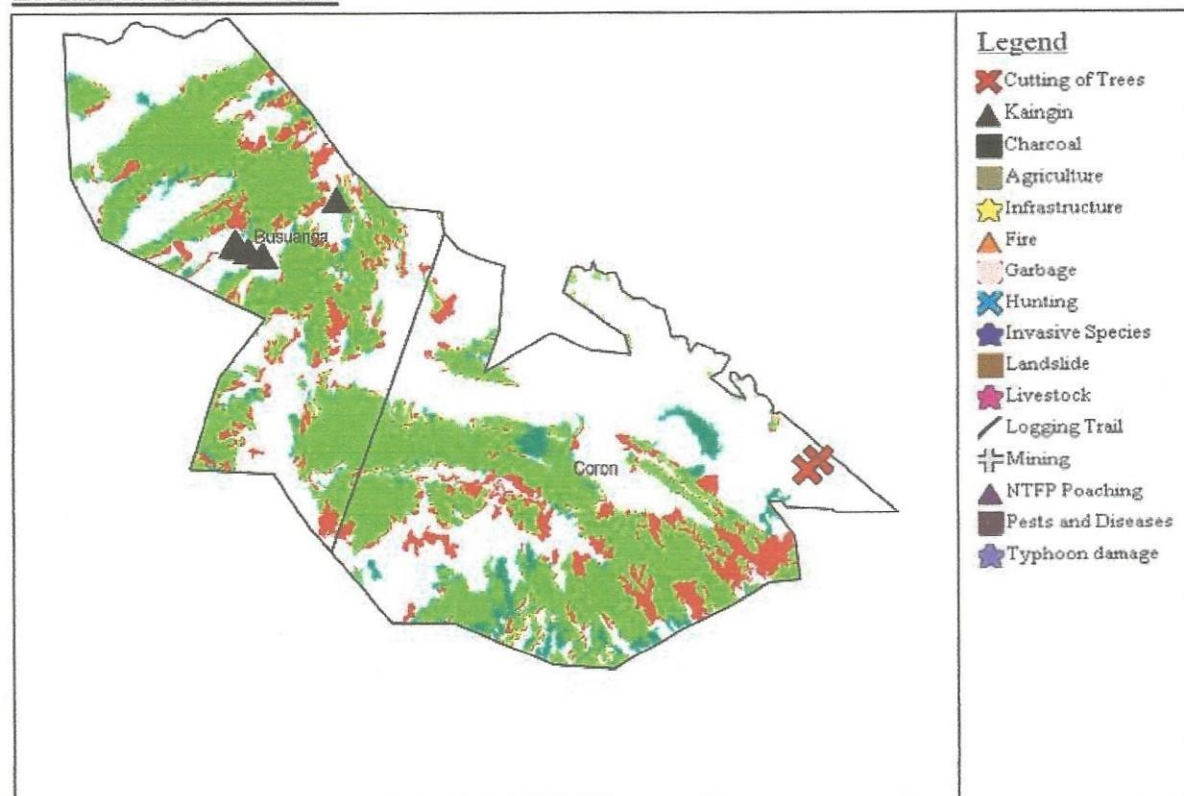 Busuanga
Coron
Legend
Cutting of Trees
Kaingin
Charcoal
Agriculture
Infrastructure
Fire
Garbage
Hunting
Invasive Species
Landslide
Livestock
Logging Trail
Mining
NTFP Poaching
Pests and Diseases
Typhoon damage